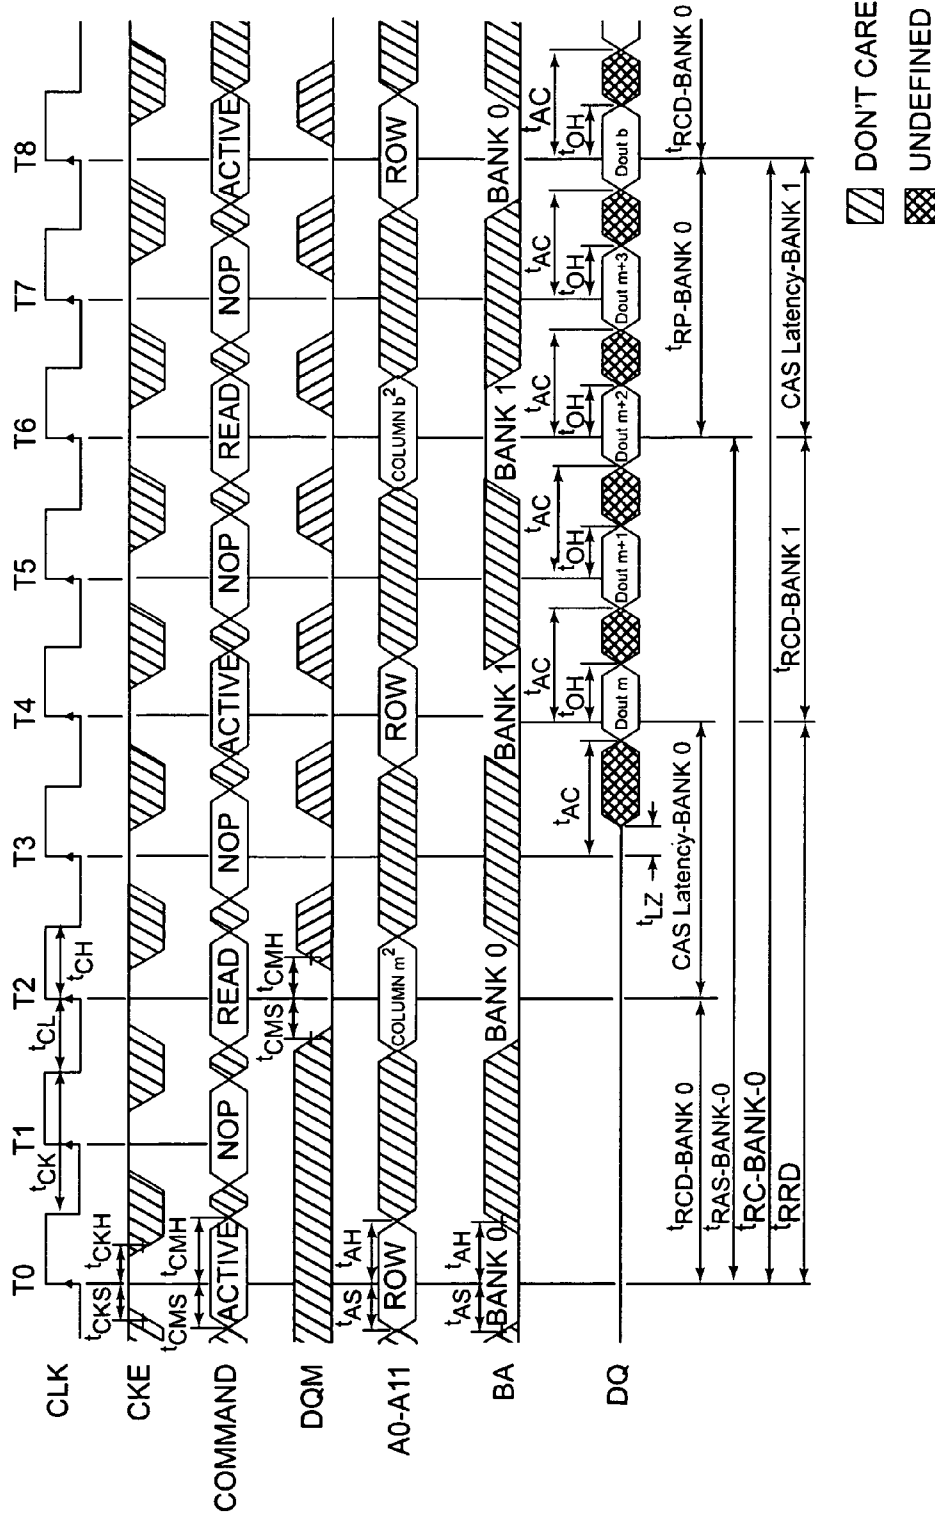 T0 T1 T2 T3 T4 T5 T6 T7 T8
CLK
tCK tCL tCH
CKE
tCKS tCKH
COMMAND
tCMS tCMH
ACTIVE NOP READ NOP ACTIVE NOP READ NOP ACTIVE
DQM
tCMS tCMH
A0-A11
tAS tAH
ROW COLUMN m² ROW COLUMN b² ROW
BA
tAS tAH
BANK 0 BANK 0 BANK 1 BANK 1 BANK 0
tAC tAC tAC tAC tAC tAC
tOH tOH tOH tOH tOH
DQ
Dout m Dout m+1 Dout m+2 Dout m+3 Dout b
tLZ
tRCD-BANK 0 CAS Latency-BANK 0 tRP-BANK 0 tRCD-BANK 0
tRAS-BANK-0
tRC-BANK-0
tRRD tRCD-BANK 1 CAS Latency-BANK 1
DON'T CARE
UNDEFINED